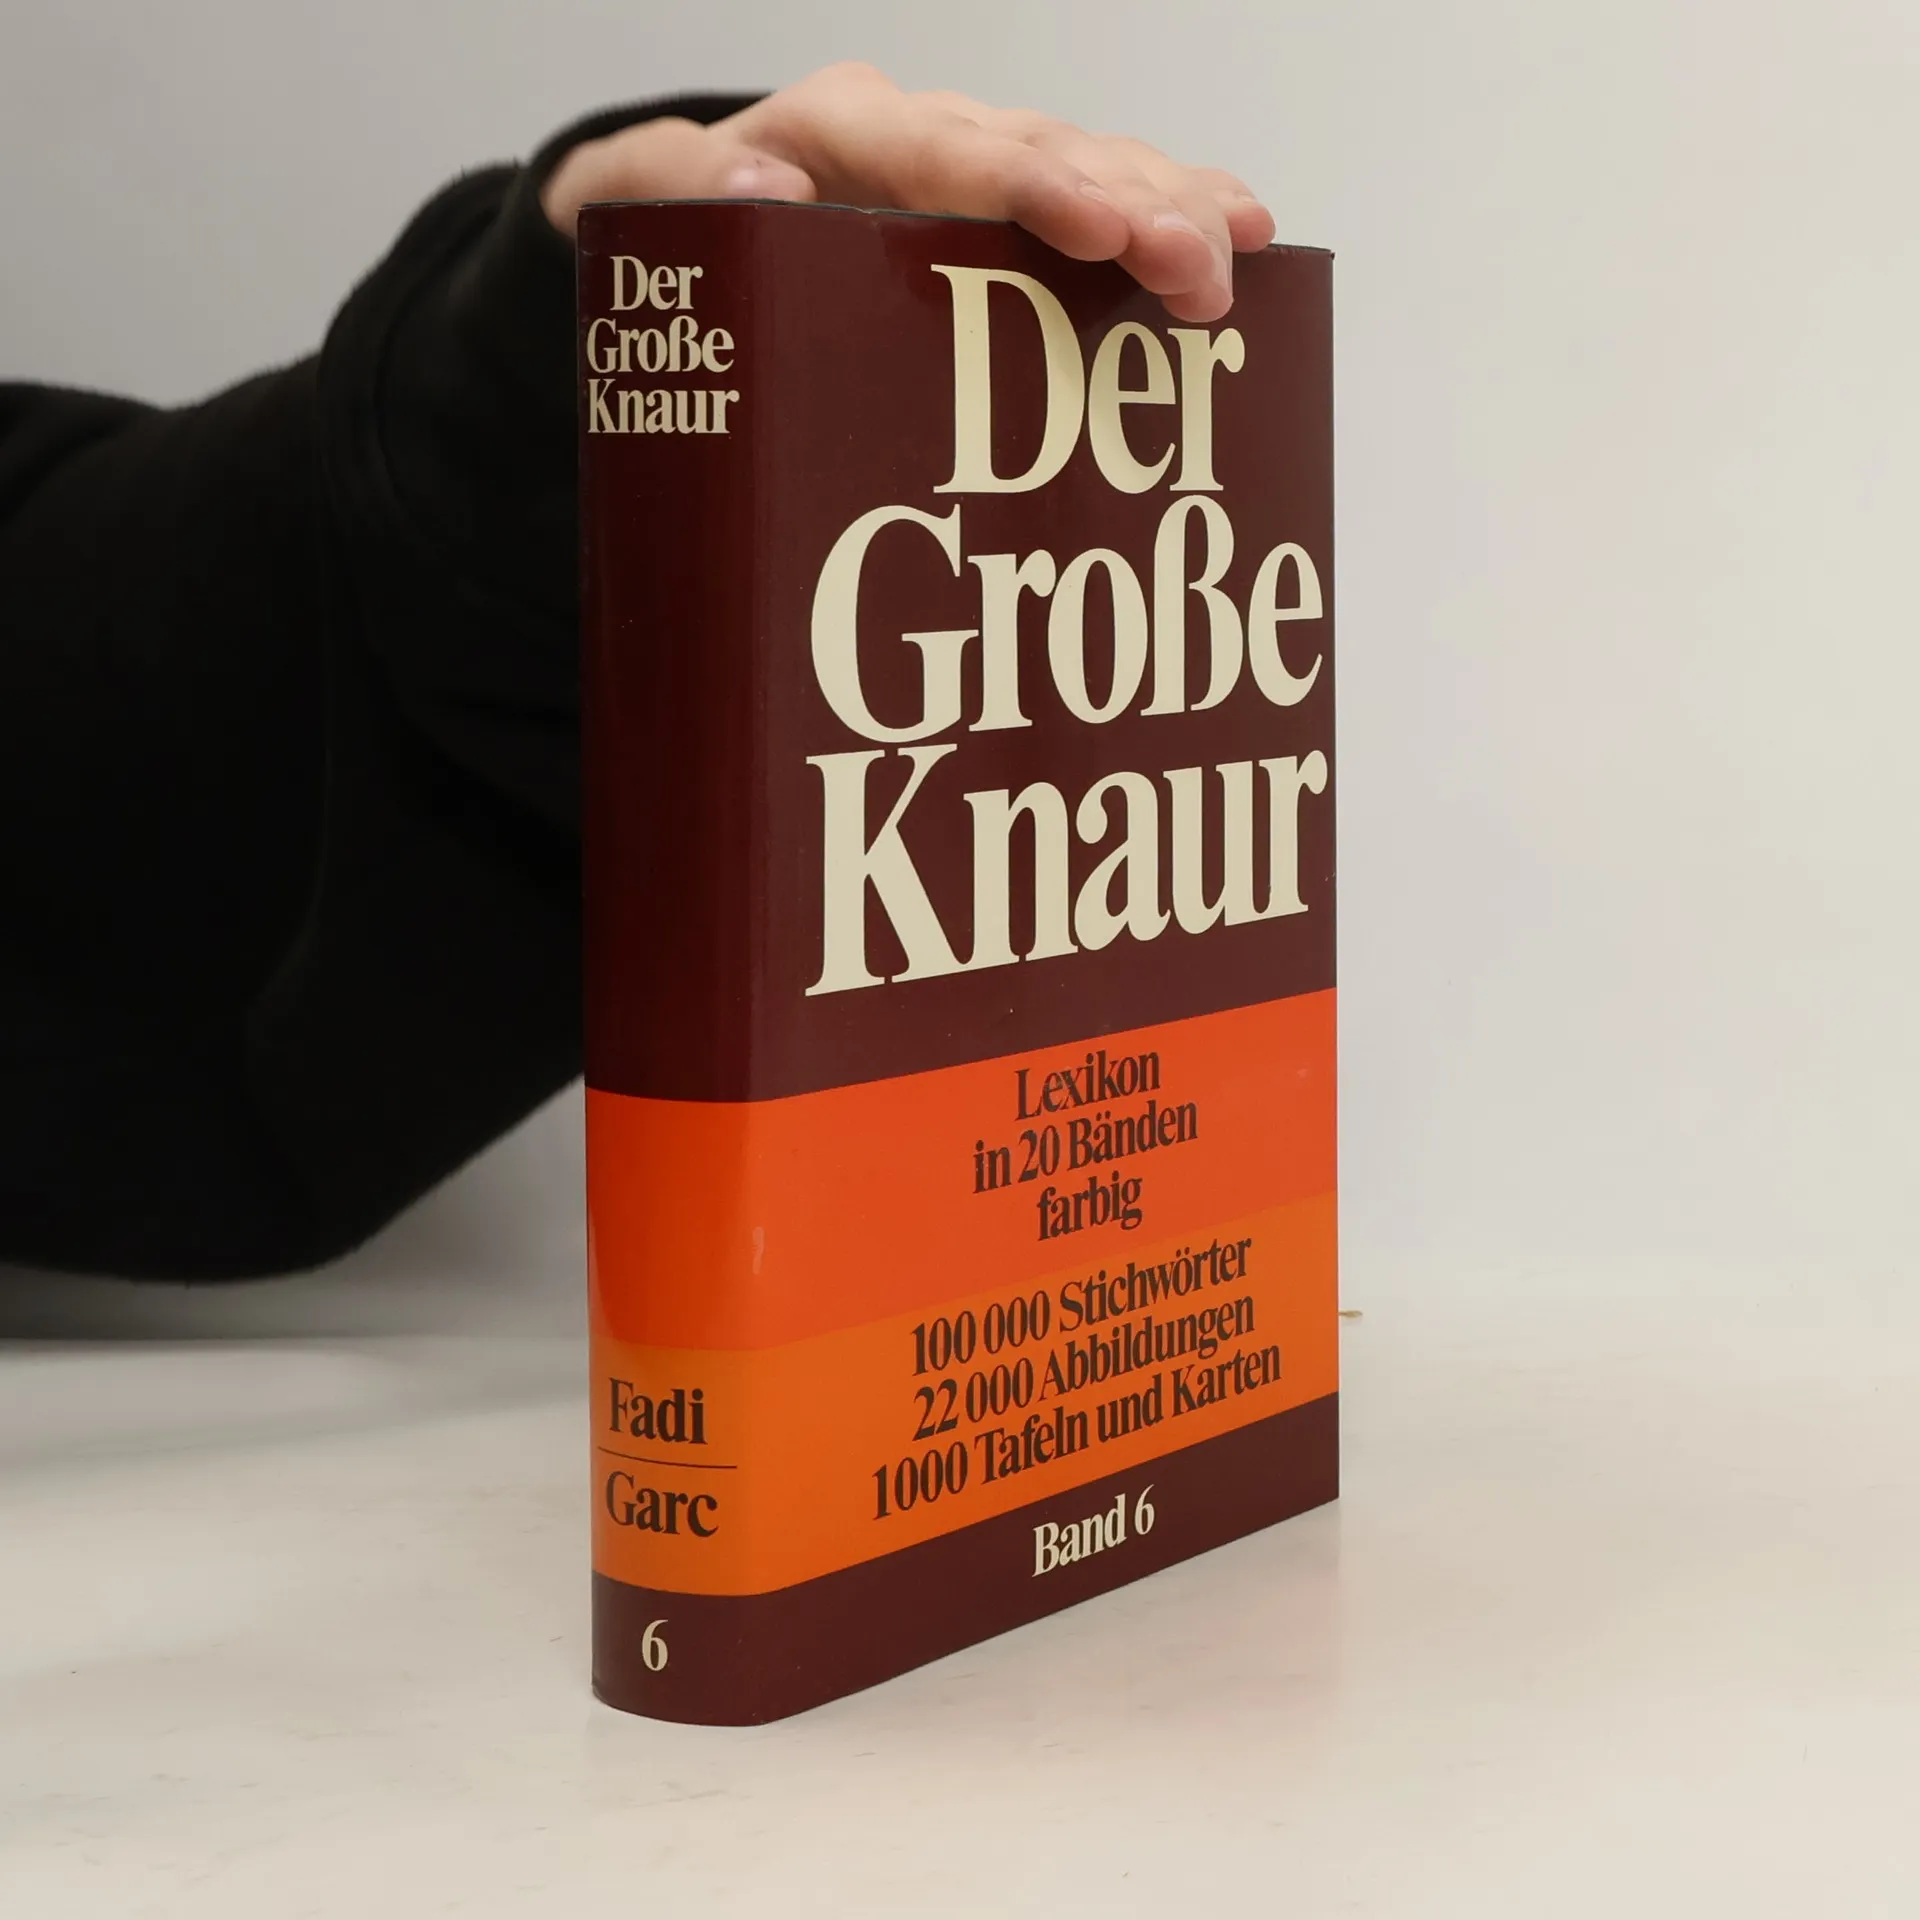 Der
Große
Knaur
Fadi
Garc
6
Der
Große
Knaur
Lexikon
in 20 Bänden
farbig
100 000 Stichwörter
22 000 Abbildungen
1000 Tafeln und Karten
Band 6